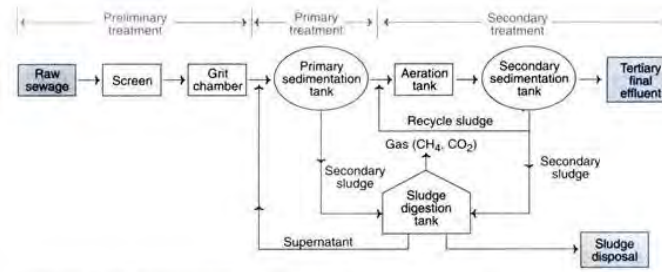 Preliminary
treatment
Primary
treatment
Secondary
treatment
Raw
sewage
Screen
Grit
chamber
Primary
sedimentation
tank
Aeration
tank
Secondary
sedimentation
tank
Tertiary
final
effluent
Recycle sludge
Gas (CH4, CO2)
Secondary
sludge
Secondary
sludge
Sludge
digestion
tank
Supernatant
Sludge
disposal